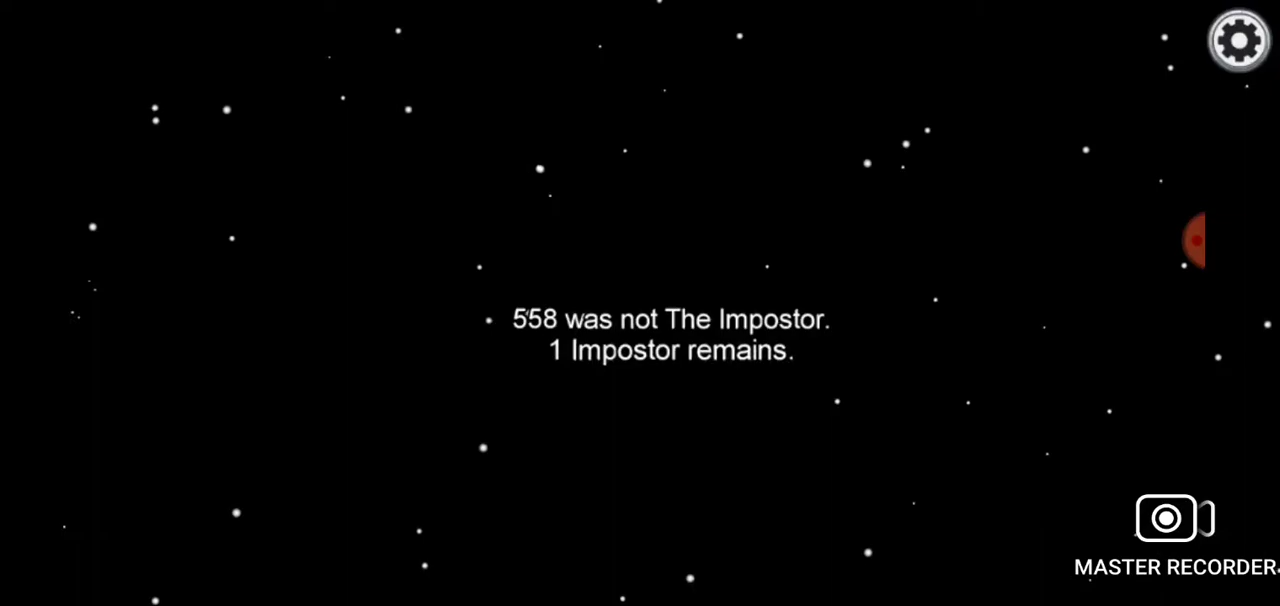 558 was not The Impostor.
1 Impostor remains.
MASTER RECORDER